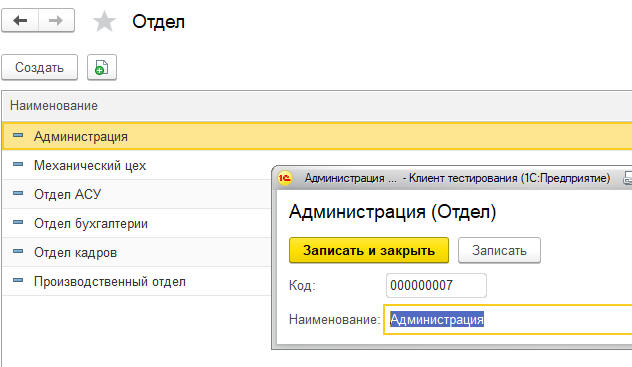 Отдел
Создать
Наименование
Администрация
Механический цех
Отдел АСУ
Отдел бухгалтерии
Отдел кадров
Производственный отдел
1С Администрация ... - Клиент тестирования (1С:Предприятие)
Администрация (Отдел)
Записать и закрыть Записать
Код: 000000007
Наименование: Администрация